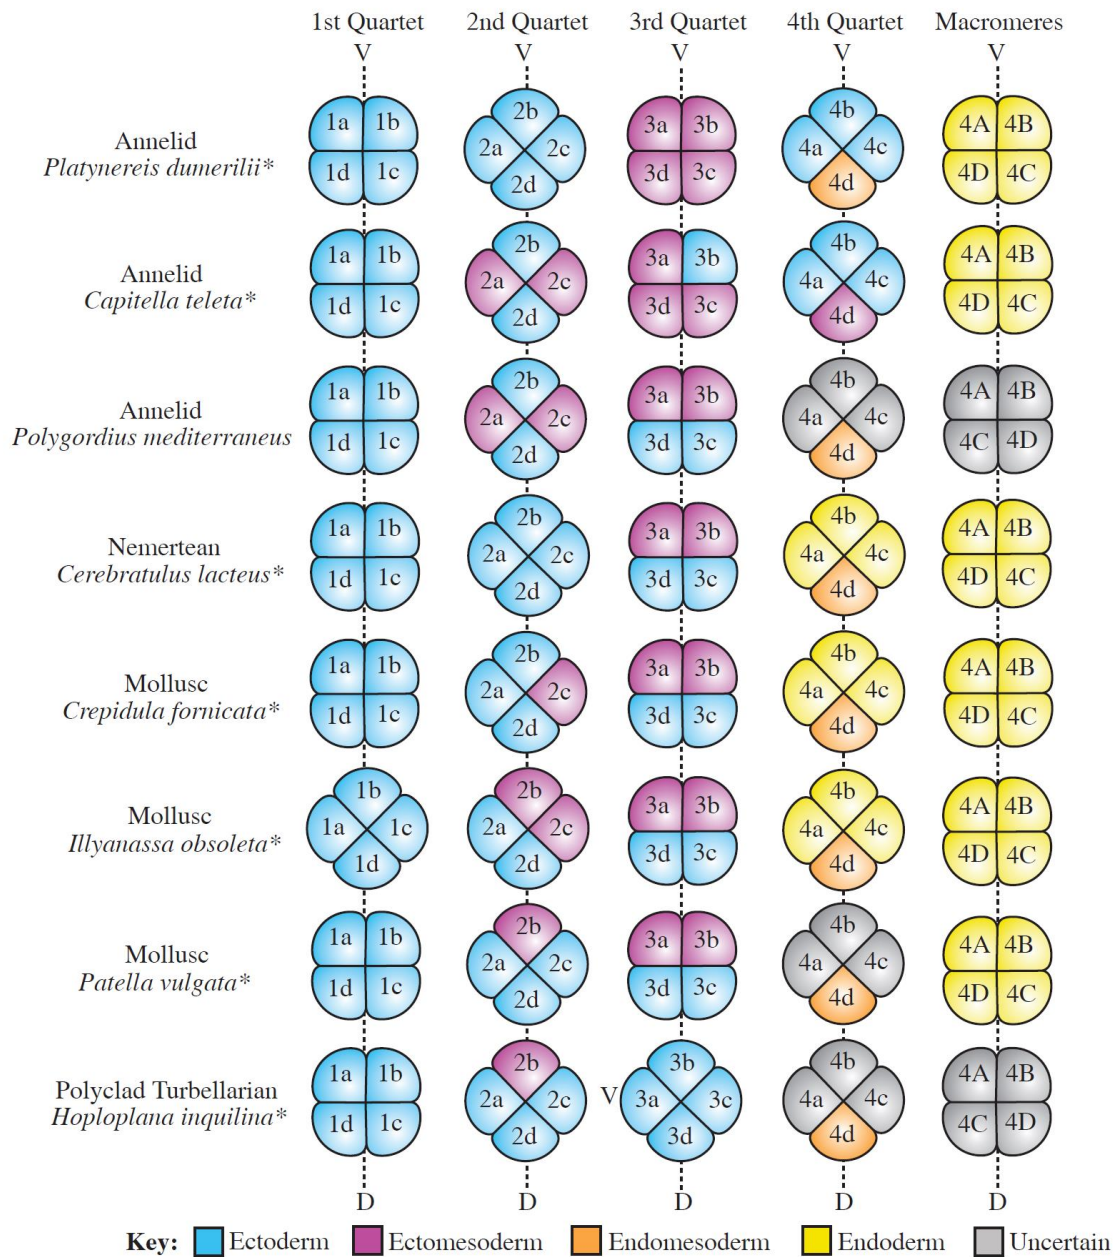 1st Quartet 2nd Quartet 3rd Quartet 4th Quartet Macromeres
V V V V V
Annelid
Platynereis dumerilii*
1a 1b 2b 3a 3b 4b 4A 4B
2a 2c 4a 4c
1d 1c 2d 3d 3c 4d 4D 4C
Annelid
Capitella teleta*
1a 1b 2b 3a 3b 4b 4A 4B
2a 2c 4a 4c
1d 1c 2d 3d 3c 4d 4D 4C
Annelid
Polygordius mediterraneus
1a 1b 2b 3a 3b 4b 4A 4B
2a 2c 4a 4c
1d 1c 2d 3d 3c 4d 4C 4D
Nemertean
Cerebratulus lacteus*
1a 1b 2b 3a 3b 4b 4A 4B
2a 2c 4a 4c
1d 1c 2d 3d 3c 4d 4D 4C
Mollusc
Crepidula fornicata*
1a 1b 2b 3a 3b 4b 4A 4B
2a 2c 4a 4c
1d 1c 2d 3d 3c 4d 4D 4C
Mollusc
Illyanassa obsoleta*
1b 2b 3a 3b 4b 4A 4B
1a 1c 2a 2c 4a 4c
1d 2d 3d 3c 4d 4D 4C
Mollusc
Patella vulgata*
1a 1b 2b 3a 3b 4b 4A 4B
2a 2c 4a 4c
1d 1c 2d 3d 3c 4d 4D 4C
Polyclad Turbellarian
Hoploplana inquilina*
1a 1b 2b 3b 4b 4A 4B
2a 2c V 3a 3c 4a 4c
1d 1c 2d 3d 4d 4C 4D
D D D D
Key: Ectoderm Ectomesoderm Endomesoderm Endoderm Uncertain